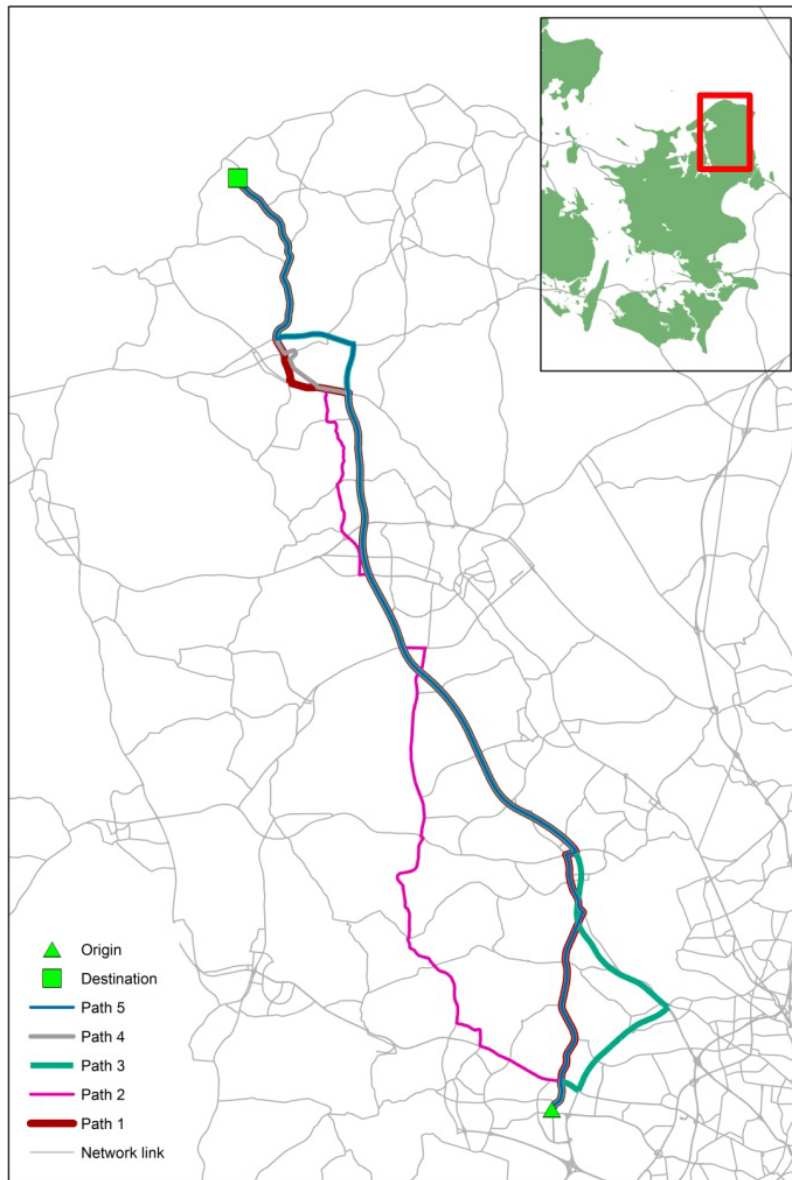 Origin
Destination
Path 5
Path 4
Path 3
Path 2
Path 1
Network link